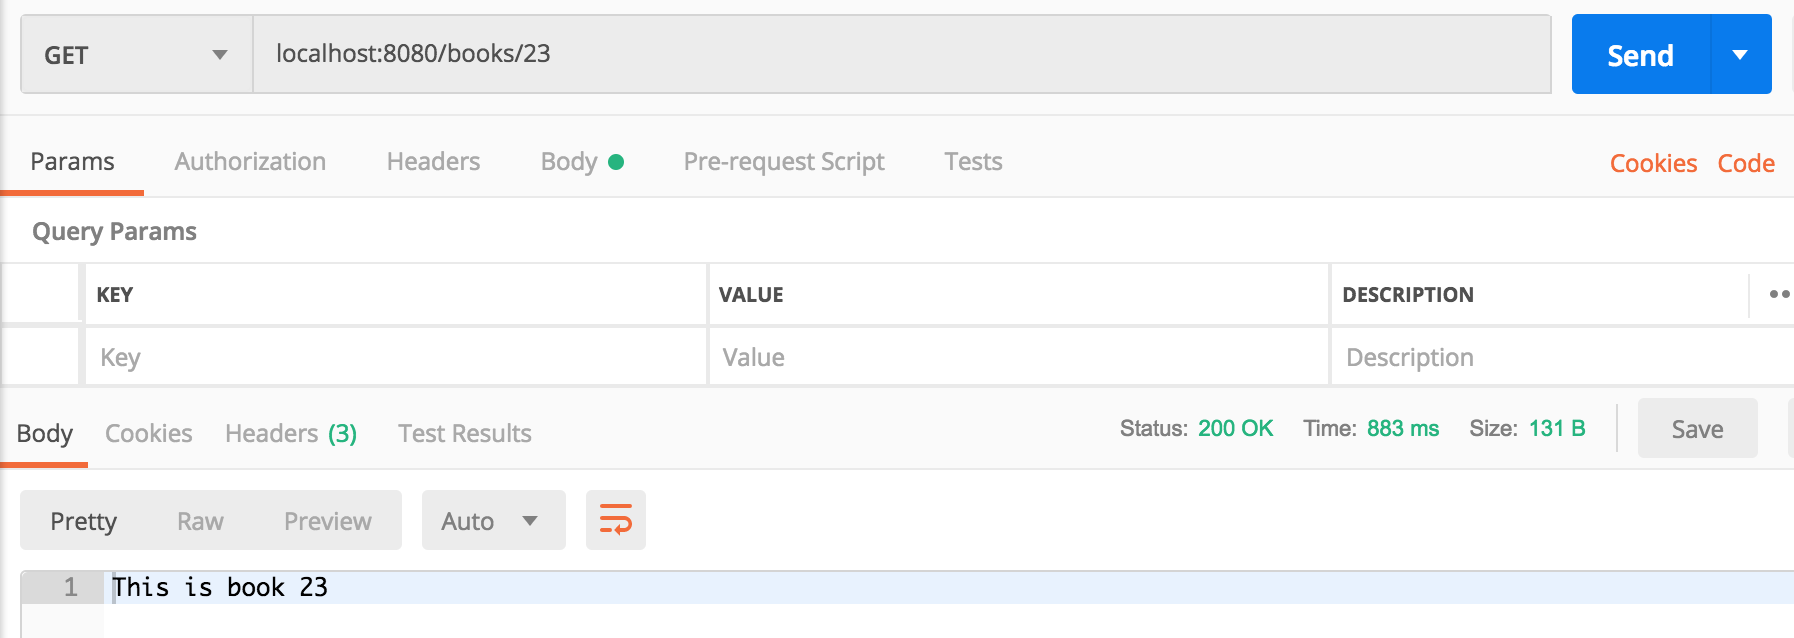 GET localhost:8080/books/23 Send
Params Authorization Headers Body Pre-request Script Tests Cookies Code
Query Params
KEY VALUE DESCRIPTION
Key Value Description
Body Cookies Headers (3) Test Results Status: 200 OK Time: 883 ms Size: 131 B Save
Pretty Raw Preview Auto
1 This is book 23